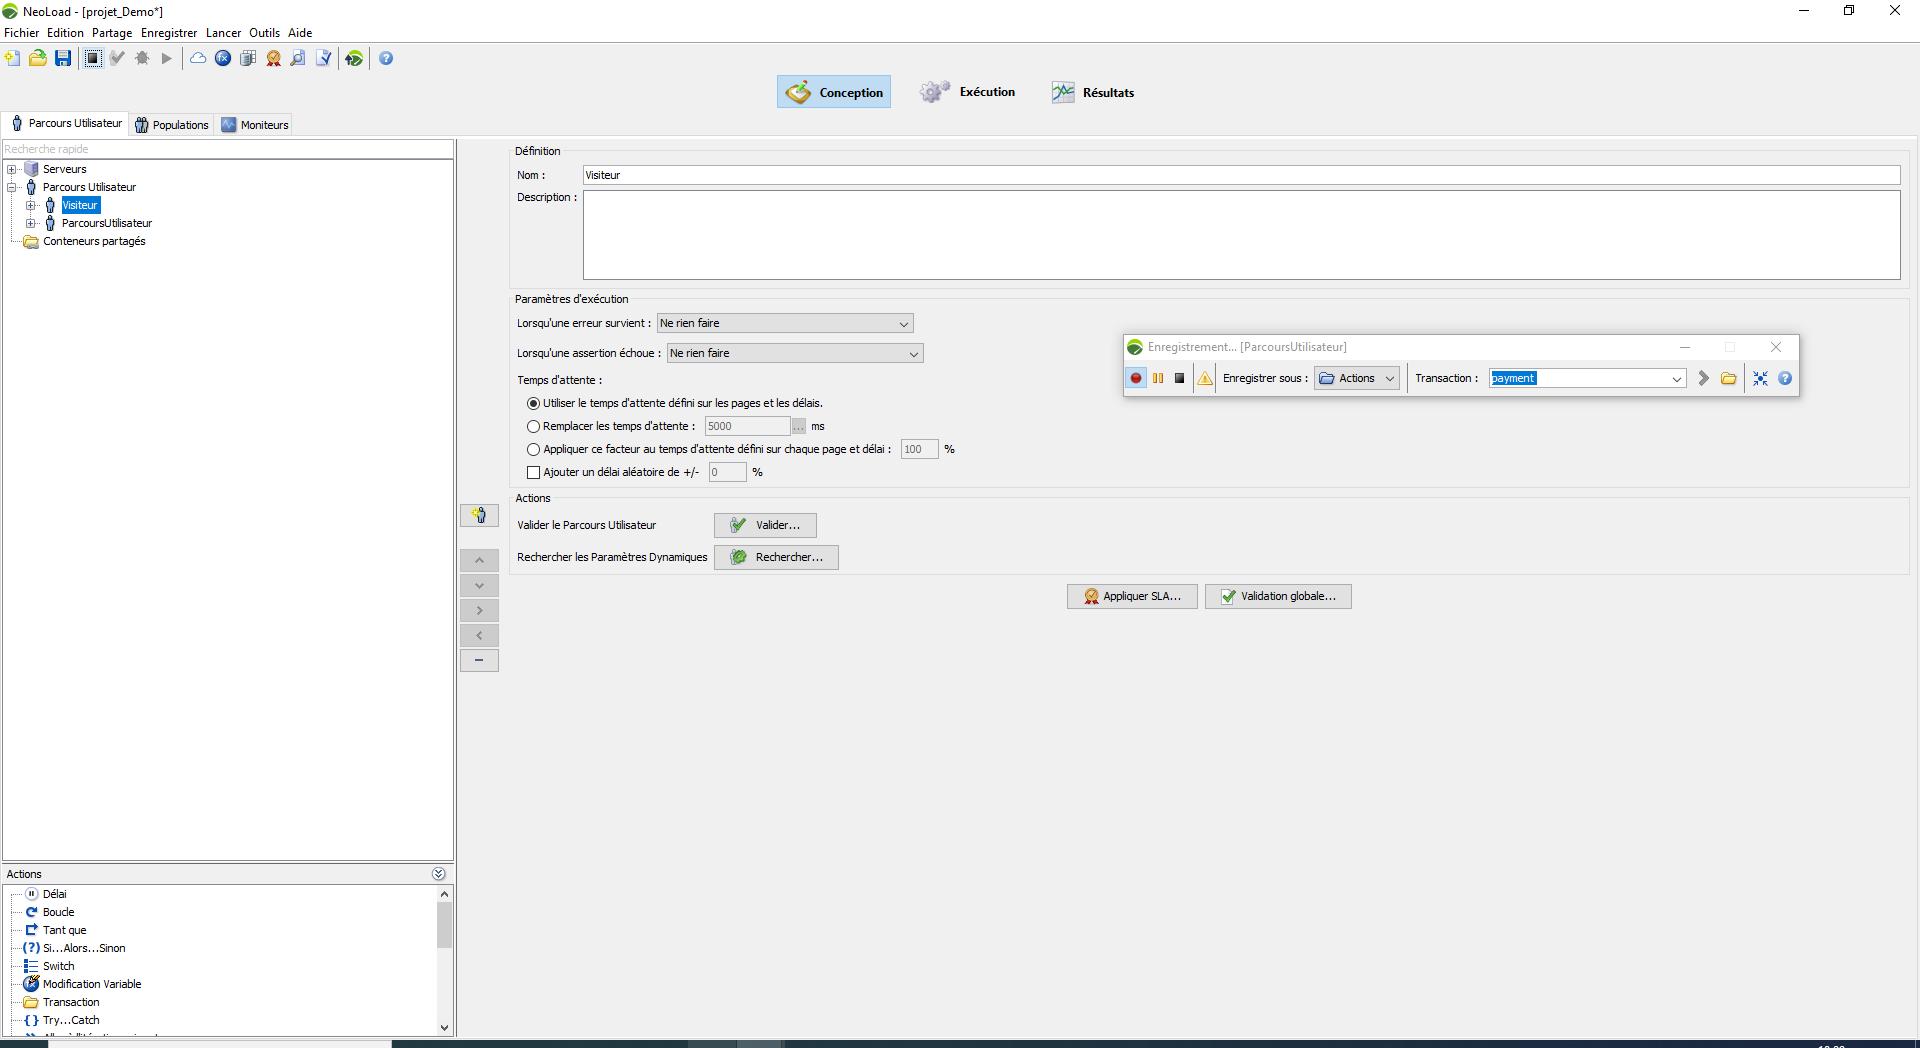 NeoLoad - [projet_Demo*]
Fichier Edition Partage Enregistrer Lancer Outils Aide
Conception Exécution Résultats
Parcours Utilisateur Populations Moniteurs
Recherche rapide
Serveurs
Parcours Utilisateur
Visiteur
ParcoursUtilisateur
Conteneurs partagés
Définition
Nom : Visiteur
Description :
Paramètres d'exécution
Lorsqu'une erreur survient : Ne rien faire
Lorsqu'une assertion échoue : Ne rien faire
Temps d'attente :
Utiliser le temps d'attente défini sur les pages et les délais.
Remplacer les temps d'attente : 5000 ... ms
Appliquer ce facteur au temps d'attente défini sur chaque page et délai : 100 %
Ajouter un délai aléatoire de +/- 0 %
Enregistrement... [ParcoursUtilisateur]
Enregistrer sous : Actions Transaction : payment
Actions
Valider le Parcours Utilisateur Valider...
Rechercher les Paramètres Dynamiques Rechercher...
Appliquer SLA... Validation globale...
Actions
Délai
Boucle
Tant que
Si...Alors...Sinon
Switch
Modification Variable
Transaction
Try...Catch